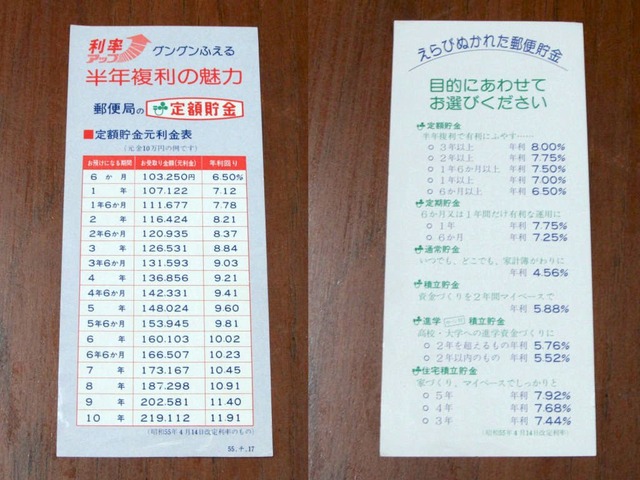 利率
アップ
グングンふえる
半年複利の魅力
郵便局の 定額貯金
■定額貯金元利金表
(元金10万円の例です)
お預けになる期間 お受取り金額(元利金) 年利回り
6か月 103.250円 6.50%
1年 107.122 7.12
1年6か月 111.677 7.78
2年 116.424 8.21
2年6か月 120.935 8.37
3年 126.531 8.84
3年6か月 131.593 9.03
4年 136.856 9.21
4年6か月 142.331 9.41
5年 148.024 9.60
5年6か月 153.945 9.81
6年 160.103 10.02
6年6か月 166.507 10.23
7年 173.167 10.45
8年 187.298 10.91
9年 202.581 11.40
10年 219.112 11.91
(昭和55年4月14日改定利率のもの)
えらびぬかれた郵便貯金
目的にあわせて
お選びください
定額貯金
半年複利で有利にふやす……
○3年以上 年利8.00%
○2年以上 年利7.75%
○1年6か月以上 年利7.50%
○1年以上 年利7.00%
○6か月以上 年利6.50%
定期貯金
6か月又は1年間だけ有利な運用に
○1年 年利7.75%
○6か月 年利7.25%
通常貯金
いつでも、どこでも、家計簿がわりに
年利4.56%
積立貯金
資金づくりを2年間マイペースで
年利5.88%
進学 積立貯金
高校・大学への進学資金づくりに
○2年を超えるもの 年利5.76%
○2年以内のもの 年利5.52%
住宅積立貯金
家づくり、マイペースでしっかりと
○5年 年利7.92%
○4年 年利7.68%
○3年 年利7.44%
(昭和55年4月14日改定利率)